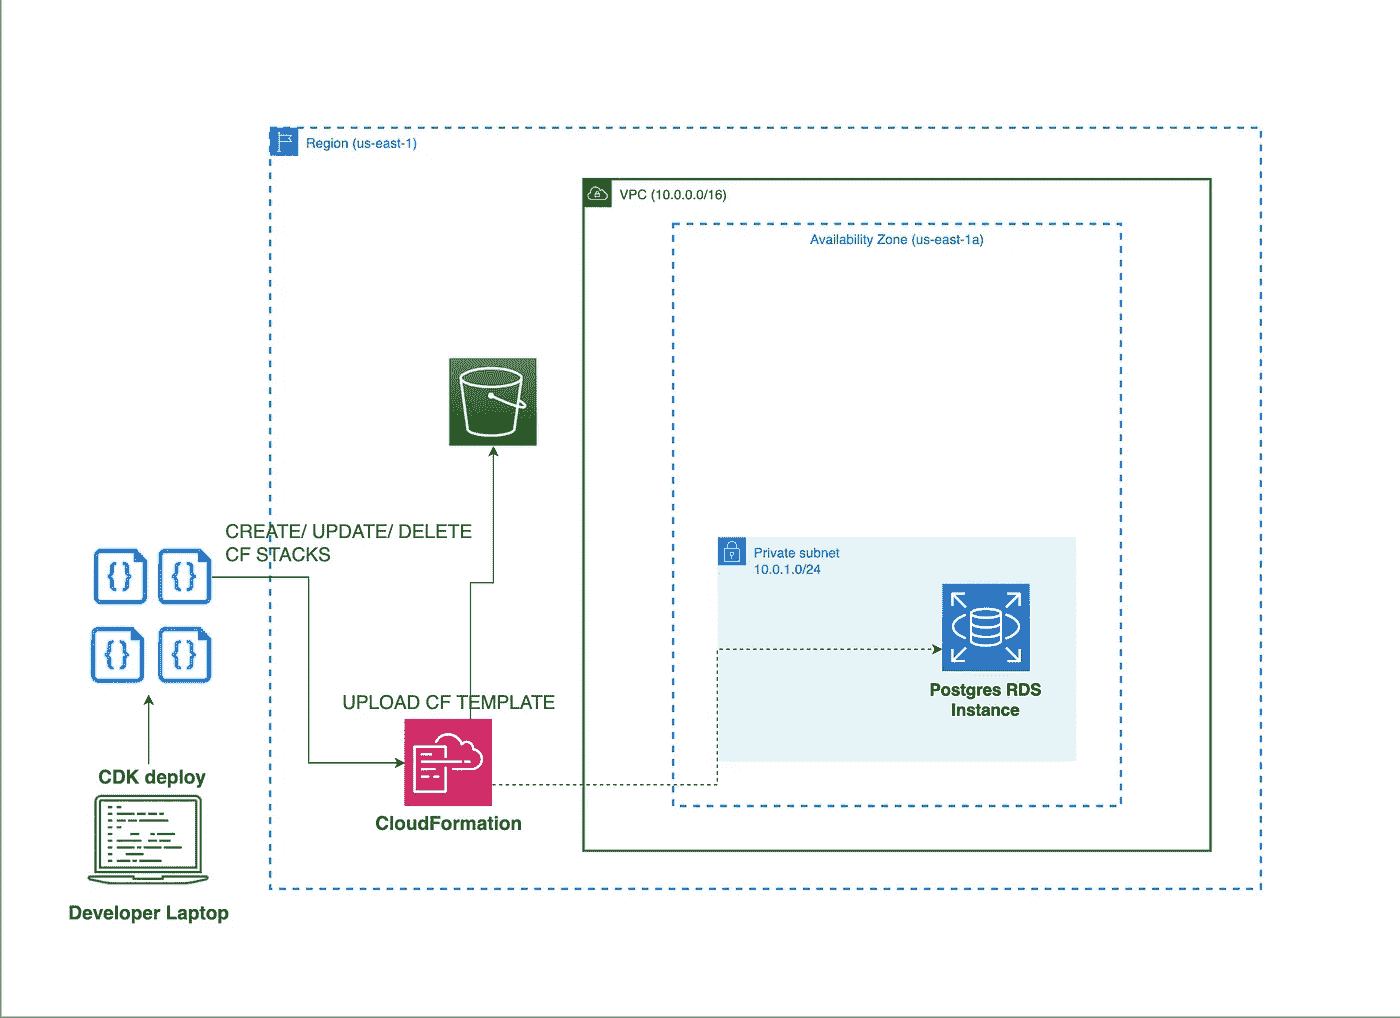 Region (us-east-1)
VPC (10.0.0.0/16)
Availability Zone (us-east-1a)
CREATE/ UPDATE/ DELETE
CF STACKS
Private subnet
10.0.1.0/24
{} {}
{} {}
Postgres RDS
Instance
UPLOAD CF TEMPLATE
CDK deploy
CloudFormation
Developer Laptop